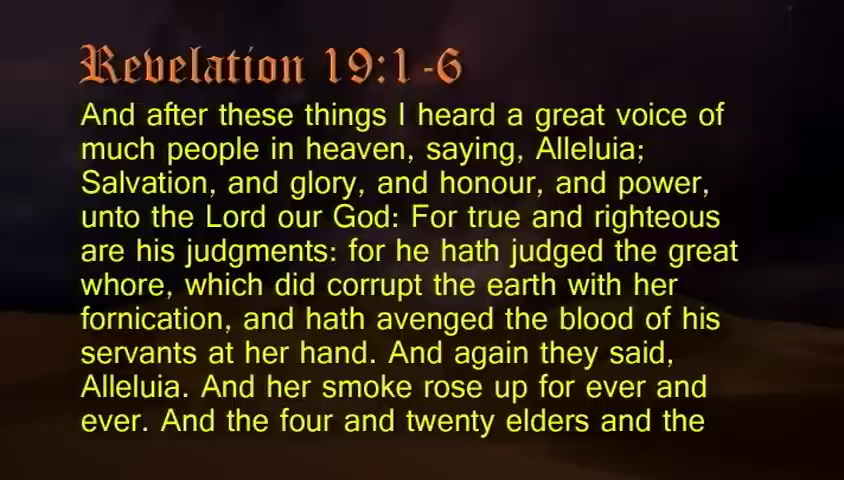 Revelation 19:1-6
And after these things I heard a great voice of
much people in heaven, saying, Alleluia;
Salvation, and glory, and honour, and power,
unto the Lord our God: For true and righteous
are his judgments: for he hath judged the great
whore, which did corrupt the earth with her
fornication, and hath avenged the blood of his
servants at her hand. And again they said,
Alleluia. And her smoke rose up for ever and
ever. And the four and twenty elders and the